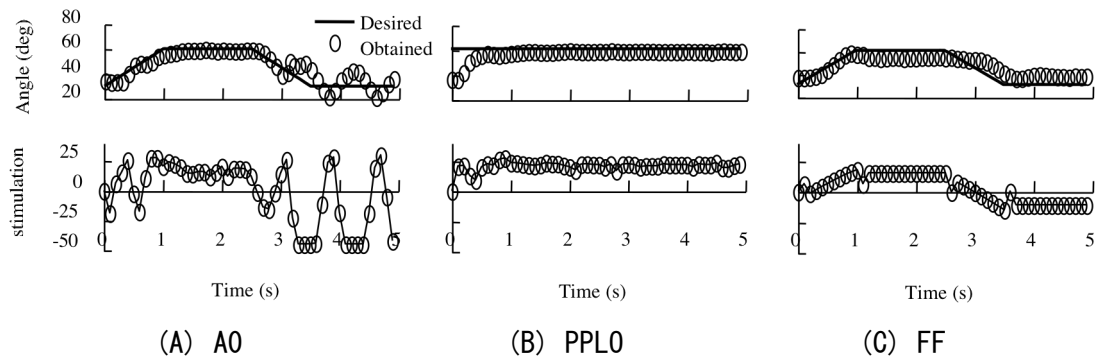 80
60
40
20
Angle (deg)
Desired
Obtained
25
0
-25
-50
stimulation
0 1 2 3 4 5
0 1 2 3 4 5
0 1 2 3 4 5
Time (s)
Time (s)
Time (s)
(A) AO
(B) PPLO
(C) FF